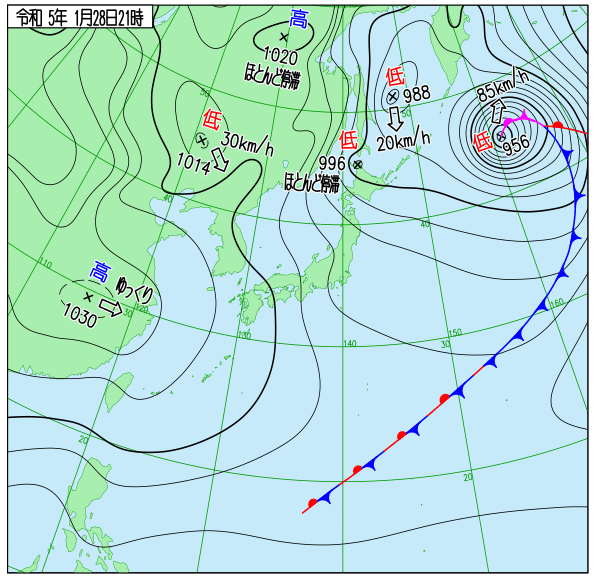 令和 5年 1月28日21時
高
1020
ほとんど停滞
低
988
20km/h
85km/h
低
956
低
1014
30km/h
低
996
ほとんど停滞
50
50
40
40
110
高
ゆっくり
1030
120
30
130
140
150
30
160
20
20